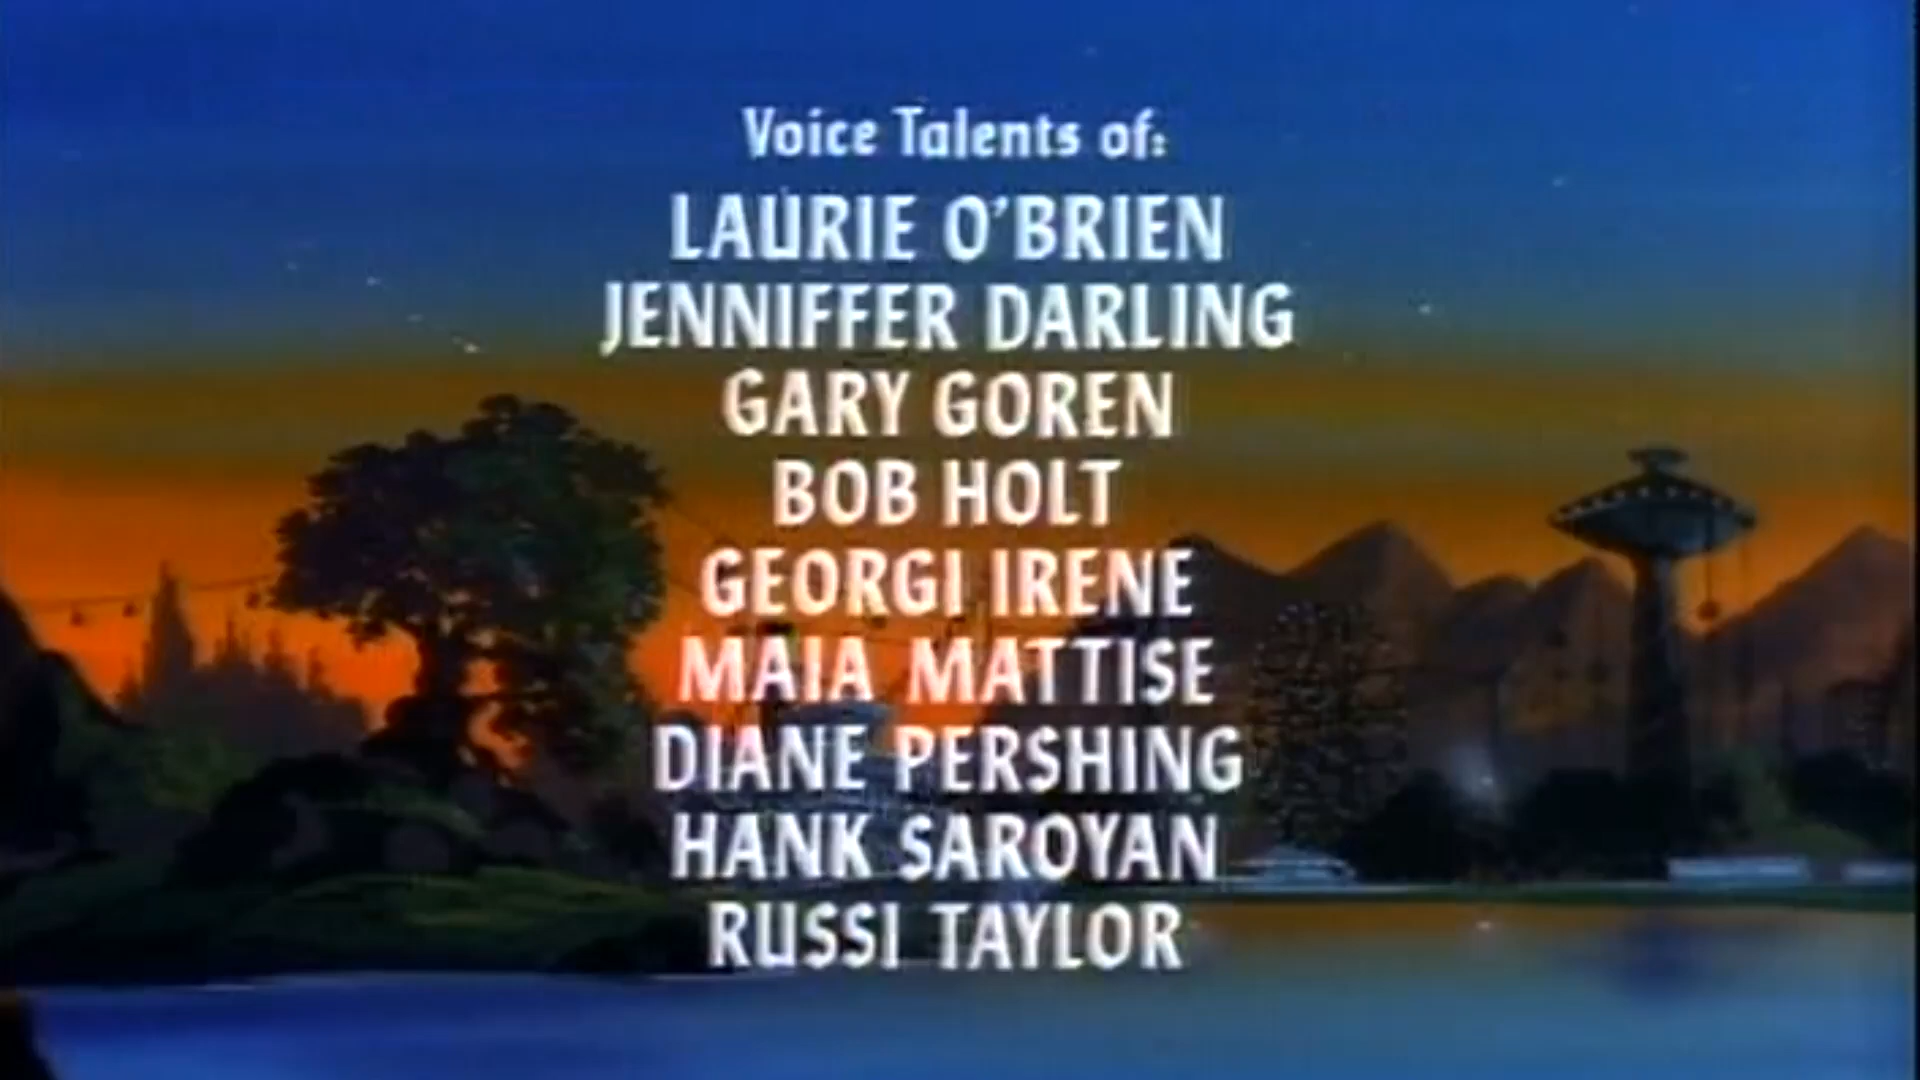 Voice Talents of:
LAURIE O'BRIEN
JENNIFFER DARLING
GARY GOREN
BOB HOLT
GEORGI IRENE
MAIA MATTISE
DIANE PERSHING
HANK SAROYAN
RUSSI TAYLOR